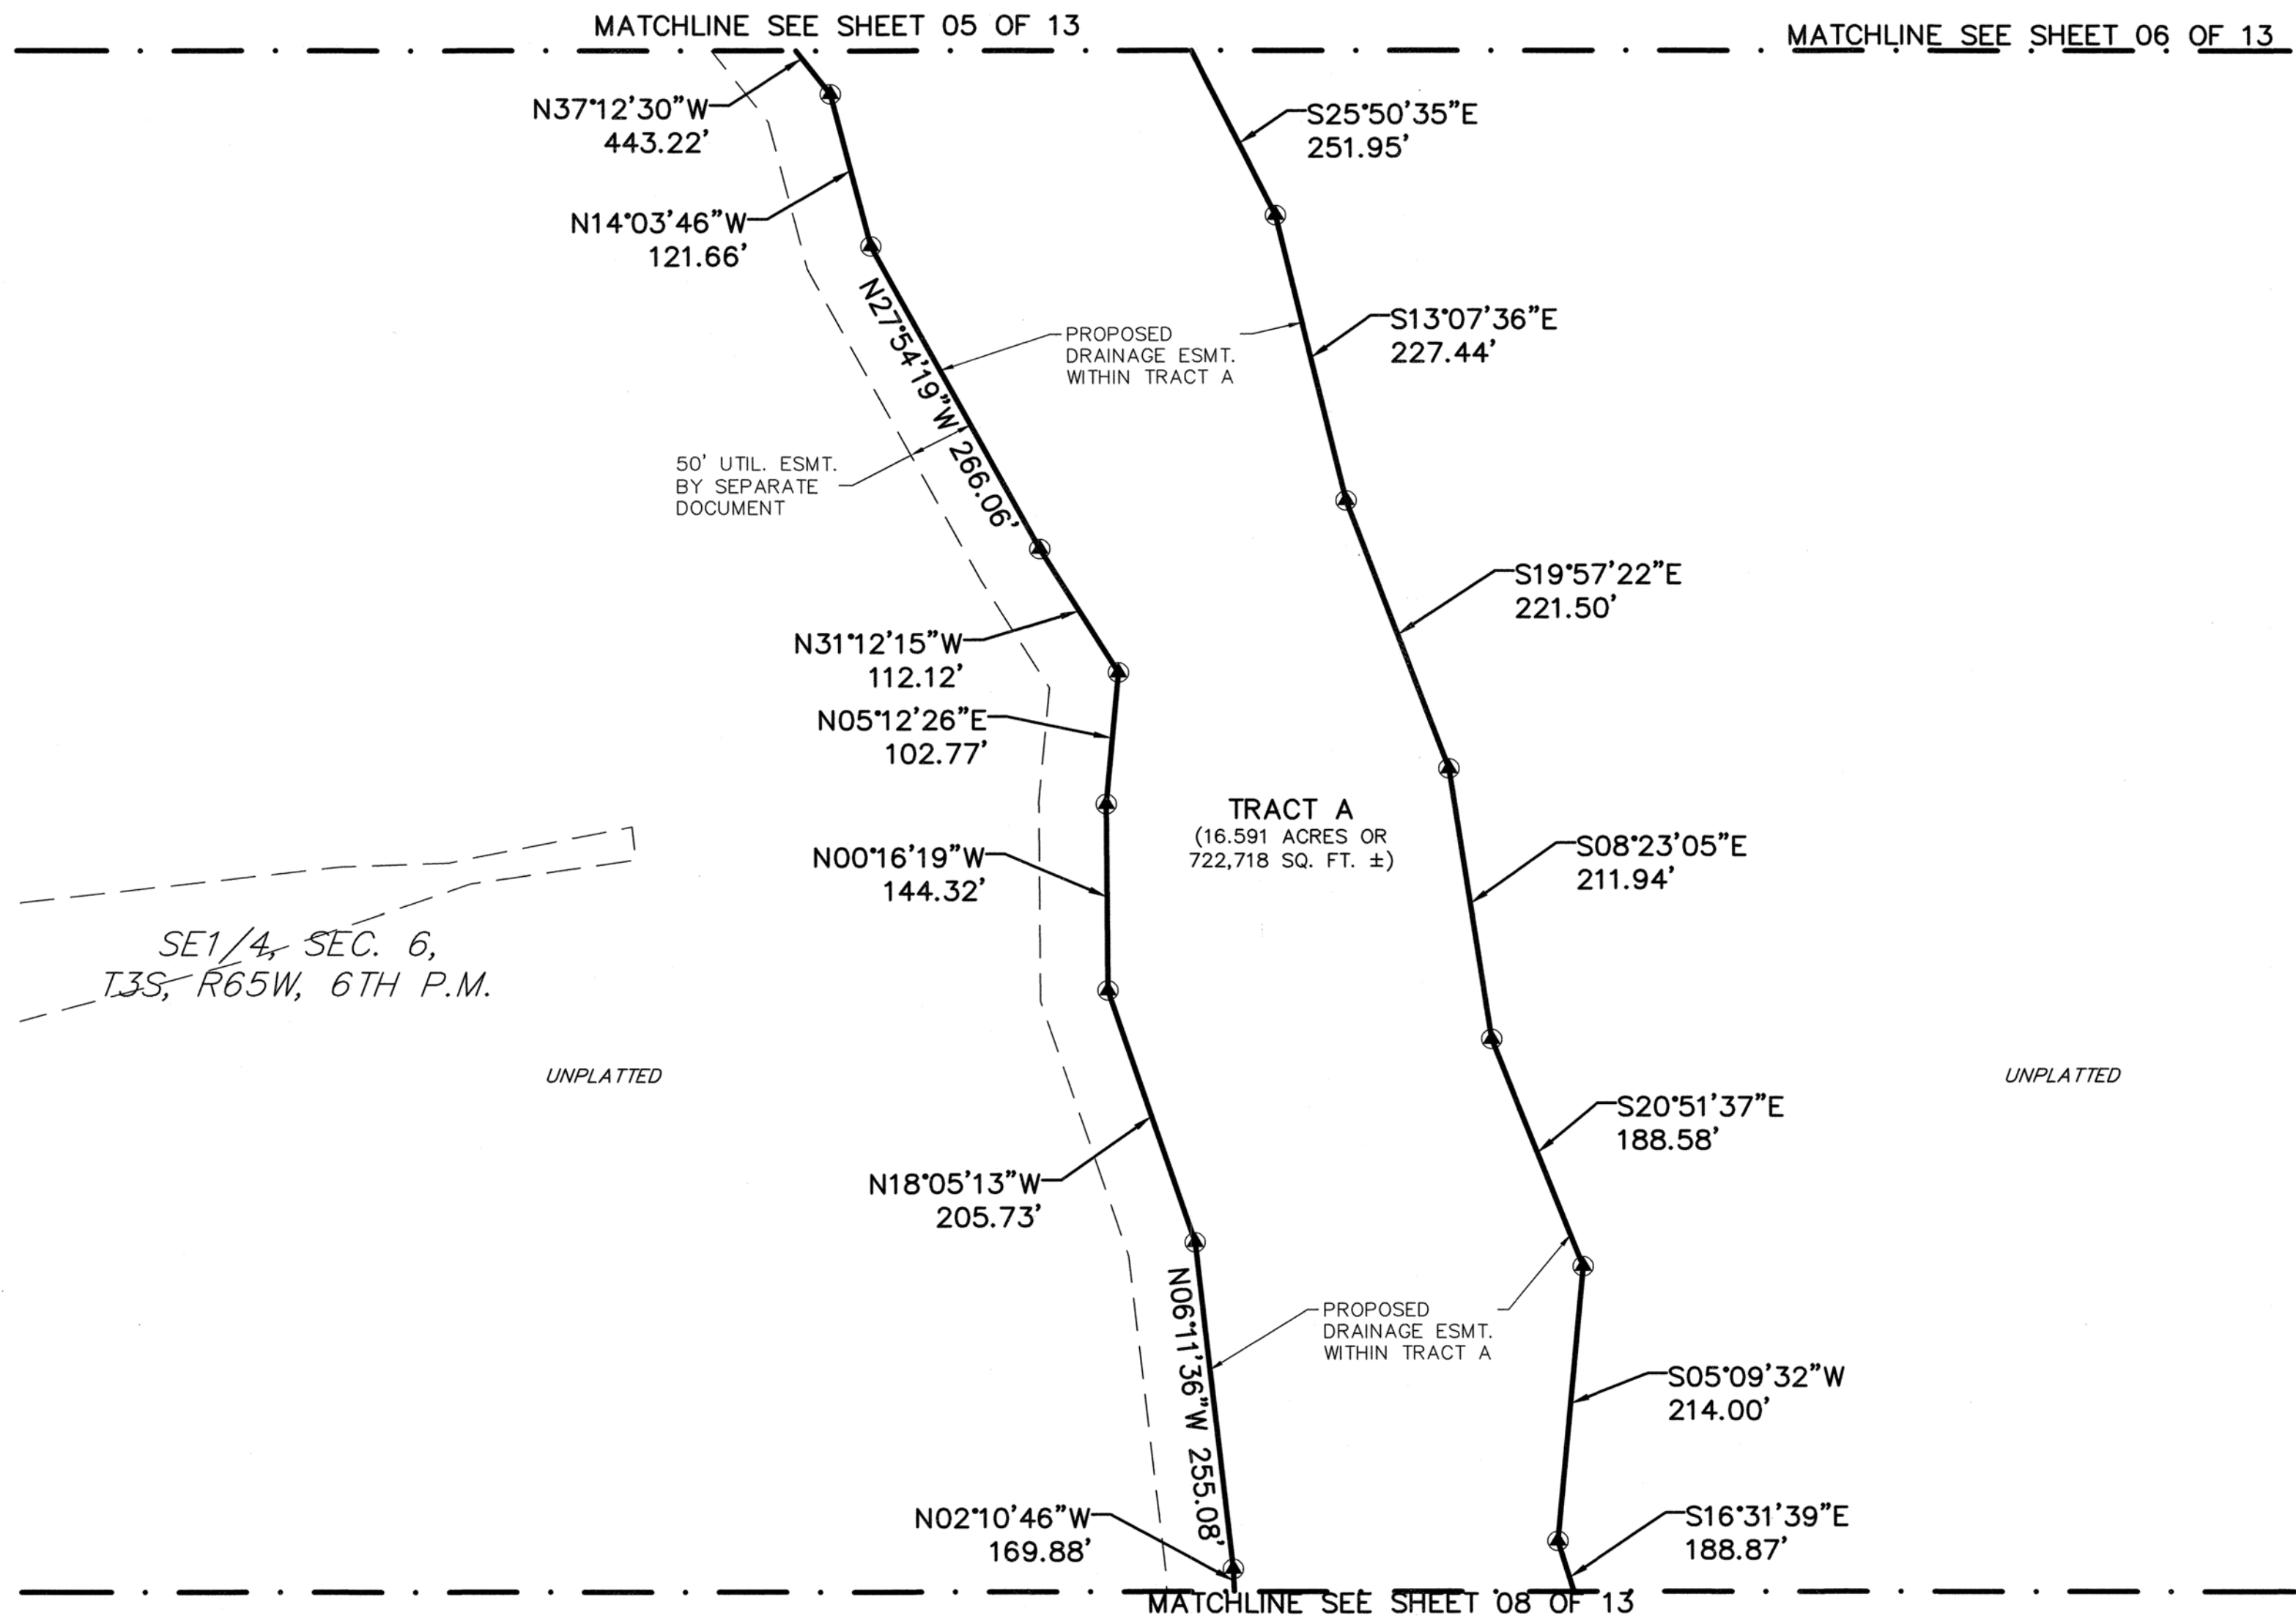 MATCHLINE SEE SHEET 05 OF 13
MATCHLINE SEE SHEET 06 OF 13
N37°12'30"W
443.22'
S25°50'35"E
251.95'
N14°03'46"W
121.66'
N27°54'19"W 266.06'
PROPOSED
DRAINAGE ESMT.
WITHIN TRACT A
S13°07'36"E
227.44'
50' UTIL. ESMT.
BY SEPARATE
DOCUMENT
S19°57'22"E
221.50'
N31°12'15"W
112.12'
N05°12'26"E
102.77'
TRACT A
(16.591 ACRES OR
722,718 SQ. FT. ±)
N00°16'19"W
144.32'
S08°23'05"E
211.94'
SE1/4, SEC. 6,
T3S, R65W, 6TH P.M.
UNPLATTED
UNPLATTED
S20°51'37"E
188.58'
N18°05'13"W
205.73'
N06°11'36"W 255.08'
PROPOSED
DRAINAGE ESMT.
WITHIN TRACT A
S05°09'32"W
214.00'
N02°10'46"W
169.88'
S16°31'39"E
188.87'
MATCHLINE SEE SHEET 08 OF 13